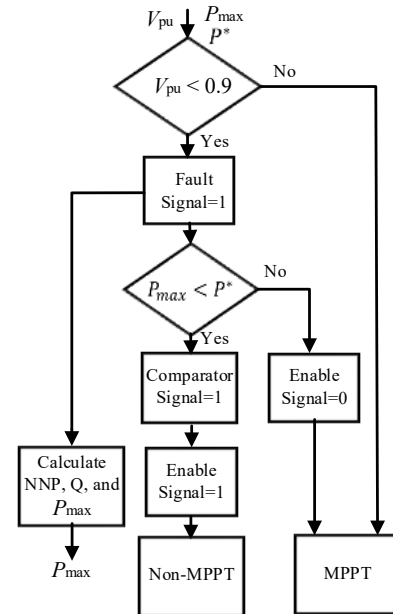 Vpu
Pmax
P*
Vpu < 0.9
No
Yes
Fault
Signal=1
Pmax < P*
No
Yes
Comparator
Signal=1
Enable
Signal=0
Calculate
NNP, Q, and
Pmax
Enable
Signal=1
Pmax
Non-MPPT
MPPT